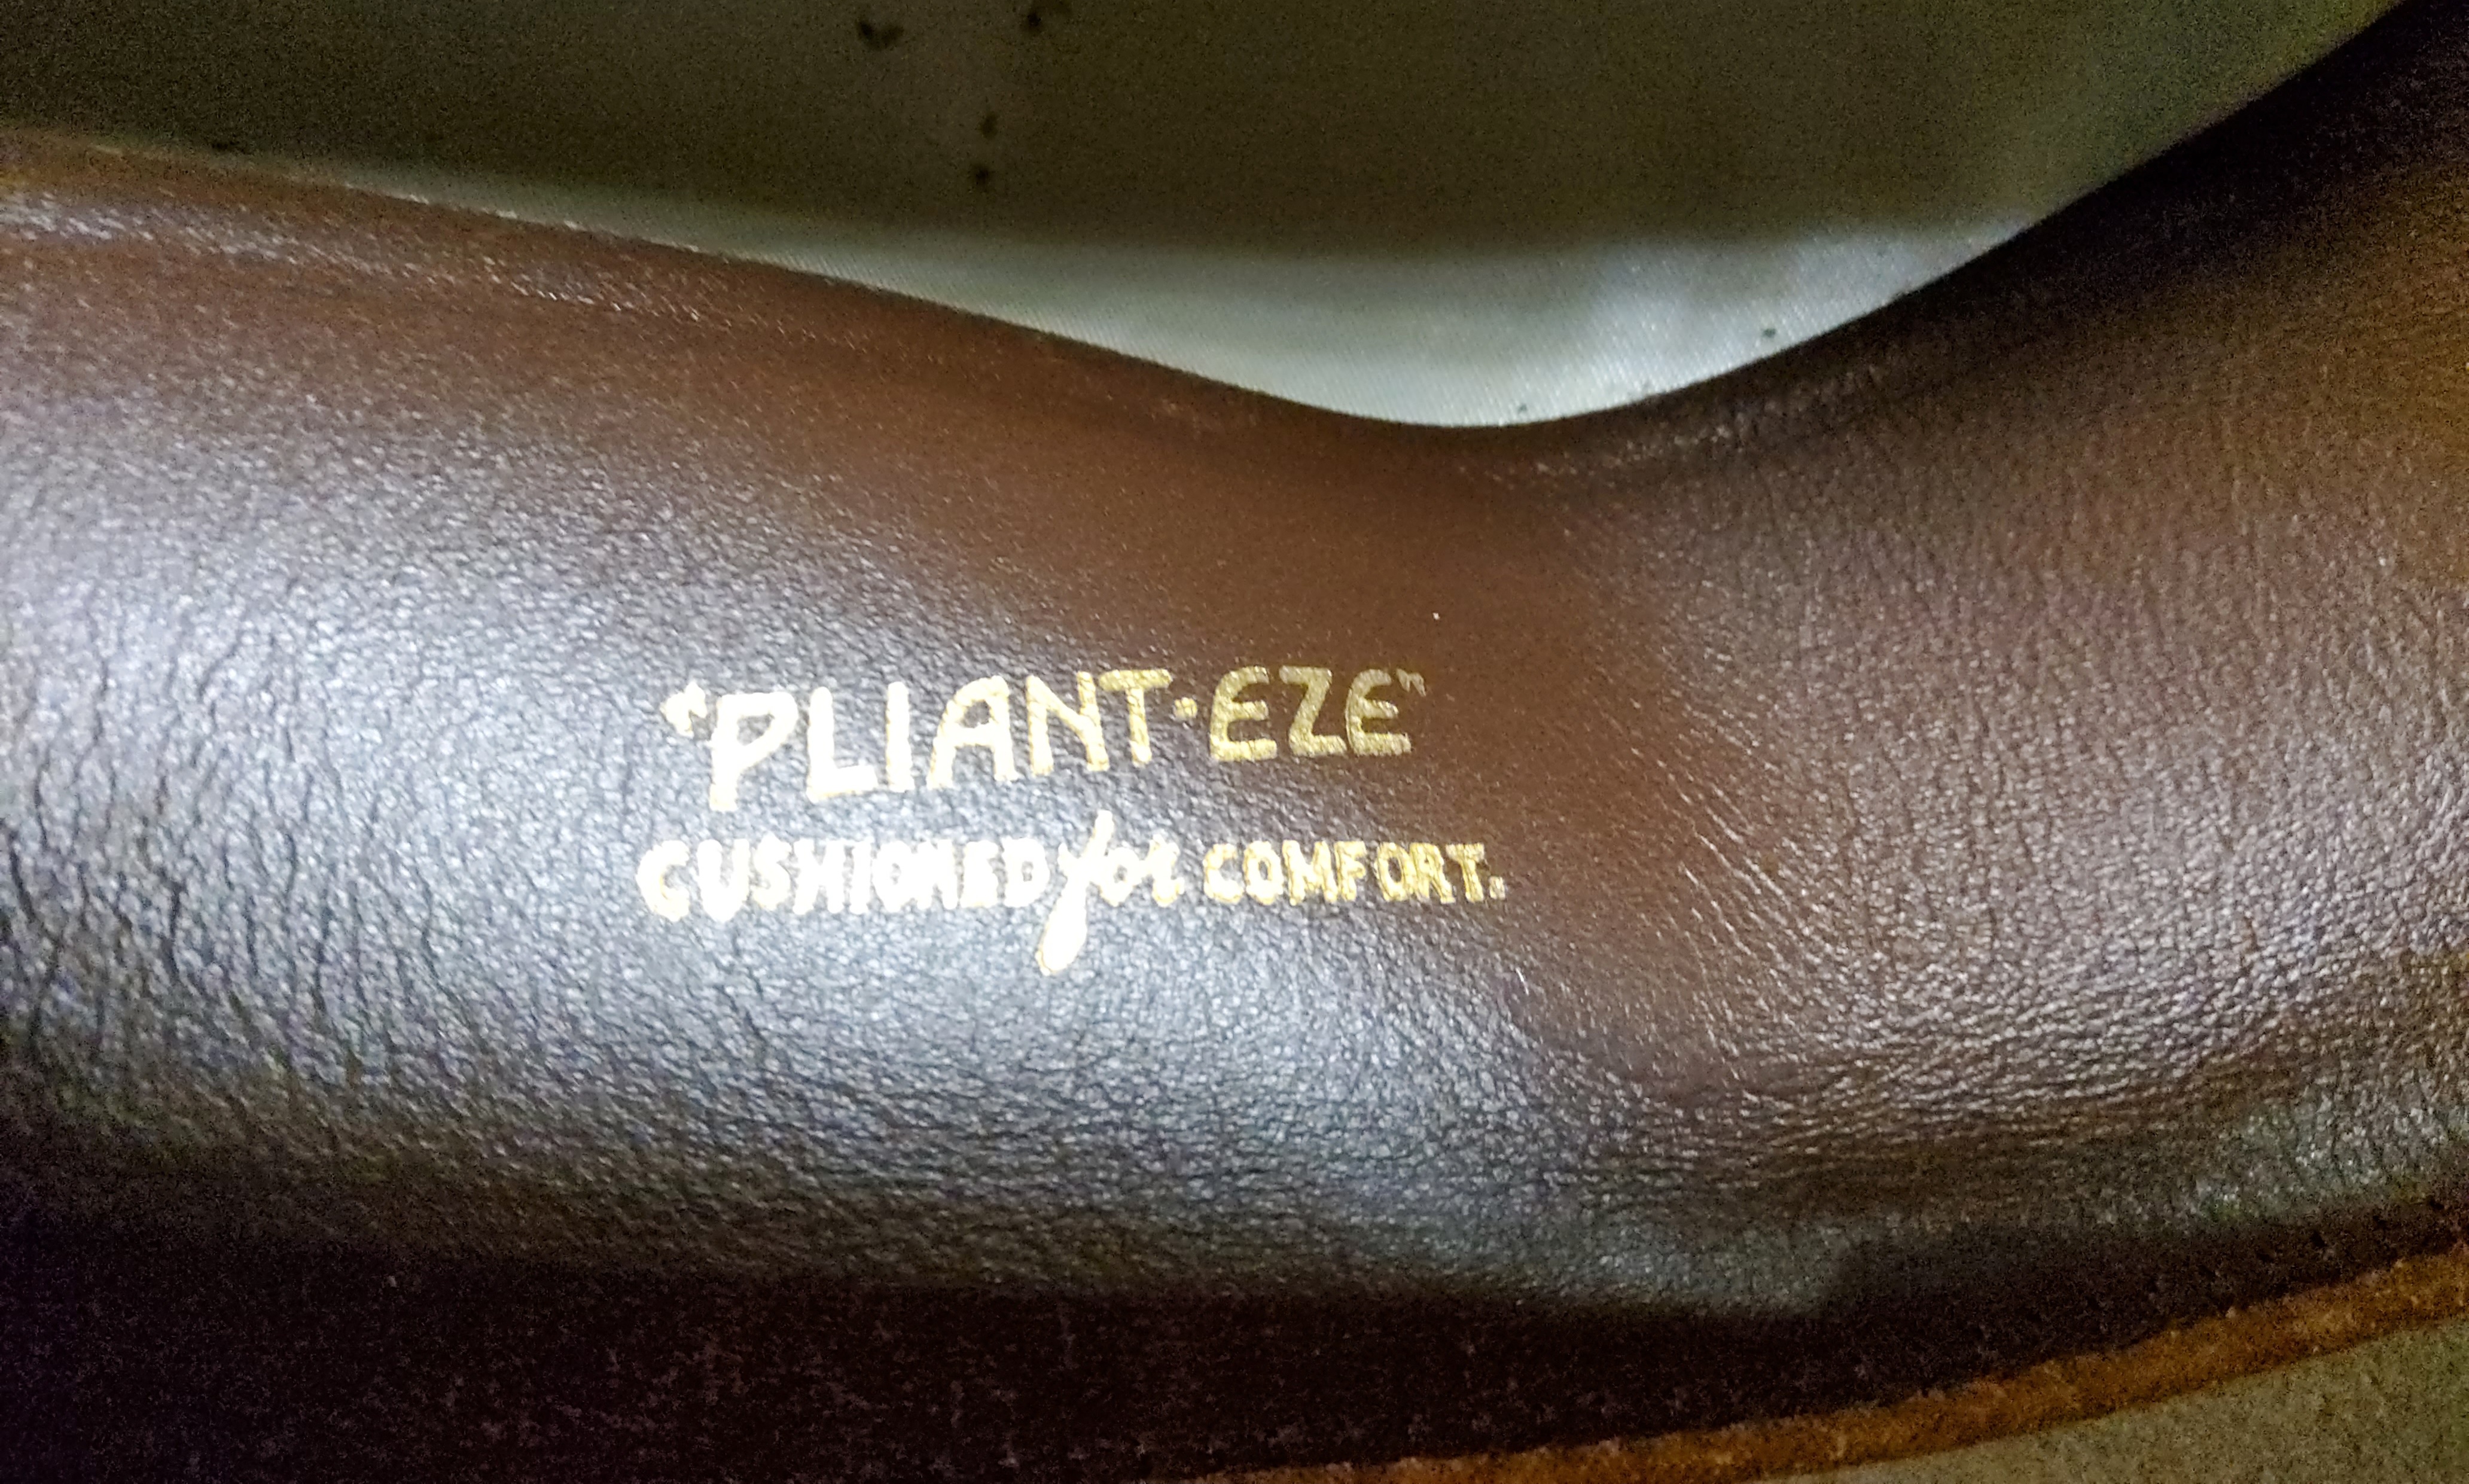 "PLIANT·EZE"
CUSHIONED for COMFORT.